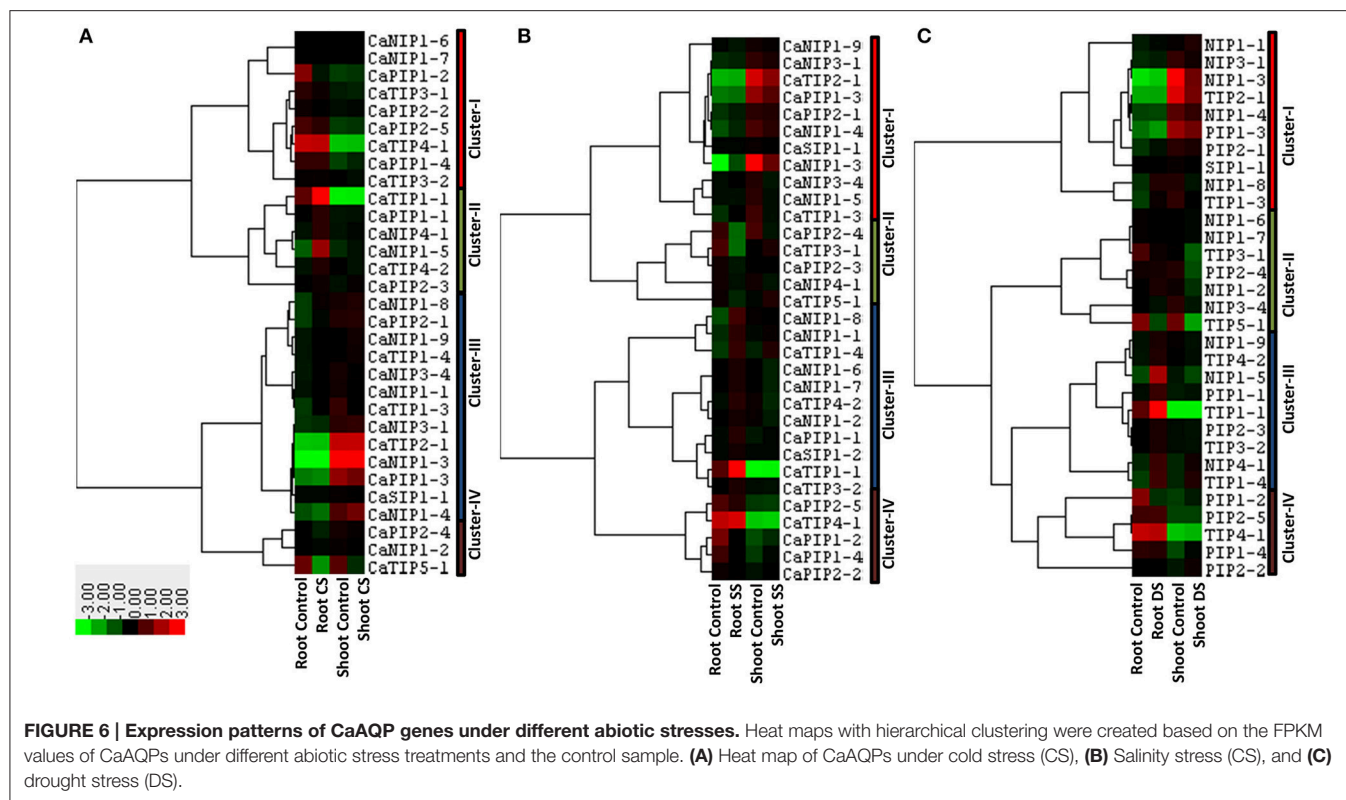 A
CaNIP1-6
CaNIP1-7
CaPIP1-2
CaTIP3-1
CaPIP2-2
CaPIP2-5
CaTIP4-1
CaPIP1-4
CaTIP3-2
CaTIP1-1
CaPIP1-1
CaNIP4-1
CaNIP1-5
CaTIP4-2
CaPIP2-3
CaNIP1-8
CaPIP2-1
CaNIP1-9
CaTIP1-4
CaNIP3-4
CaNIP1-1
CaTIP1-3
CaNIP3-1
CaTIP2-1
CaNIP1-3
CaPIP1-3
CaSIP1-1
CaNIP1-4
CaPIP2-4
CaNIP1-2
CaTIP5-1
Cluster-I
Cluster-II
Cluster-III
Cluster-IV
Root Control
Root CS
Shoot Control
Shoot CS
-3.00
-2.00
-1.00
0.00
1.00
2.00
3.00
B
CaNIP1-9
CaNIP3-1
CaTIP2-1
CaPIP1-3
CaPIP2-1
CaNIP1-4
CaSIP1-1
CaNIP1-3
CaNIP3-4
CaNIP1-5
CaTIP1-3
CaPIP2-4
CaTIP3-1
CaPIP2-3
CaNIP4-1
CaTIP5-1
CaNIP1-8
CaNIP1-1
CaTIP1-4
CaNIP1-6
CaNIP1-7
CaTIP4-2
CaNIP1-2
CaPIP1-1
CaSIP1-2
CaTIP1-1
CaTIP3-2
CaPIP2-5
CaTIP4-1
CaPIP1-2
CaPIP1-4
CaPIP2-2
Cluster-I
Cluster-II
Cluster-III
Cluster-IV
Root Control
Root SS
Shoot Control
Shoot SS
C
NIP1-1
NIP3-1
NIP1-3
TIP2-1
NIP1-4
PIP1-3
PIP2-1
SIP1-1
NIP1-8
TIP1-3
NIP1-6
NIP1-7
TIP3-1
PIP2-4
NIP1-2
NIP3-4
TIP5-1
NIP1-9
TIP4-2
NIP1-5
PIP1-1
TIP1-1
PIP2-3
TIP3-2
NIP4-1
TIP1-4
PIP1-2
PIP2-5
TIP4-1
PIP1-4
PIP2-2
Cluster-I
Cluster-II
Cluster-III
Cluster-IV
Root Control
Root DS
Shoot Control
Shoot DS
FIGURE 6 | Expression patterns of CaAQP genes under different abiotic stresses. Heat maps with hierarchical clustering were created based on the FPKM
values of CaAQPs under different abiotic stress treatments and the control sample. (A) Heat map of CaAQPs under cold stress (CS), (B) Salinity stress (CS), and (C)
drought stress (DS).